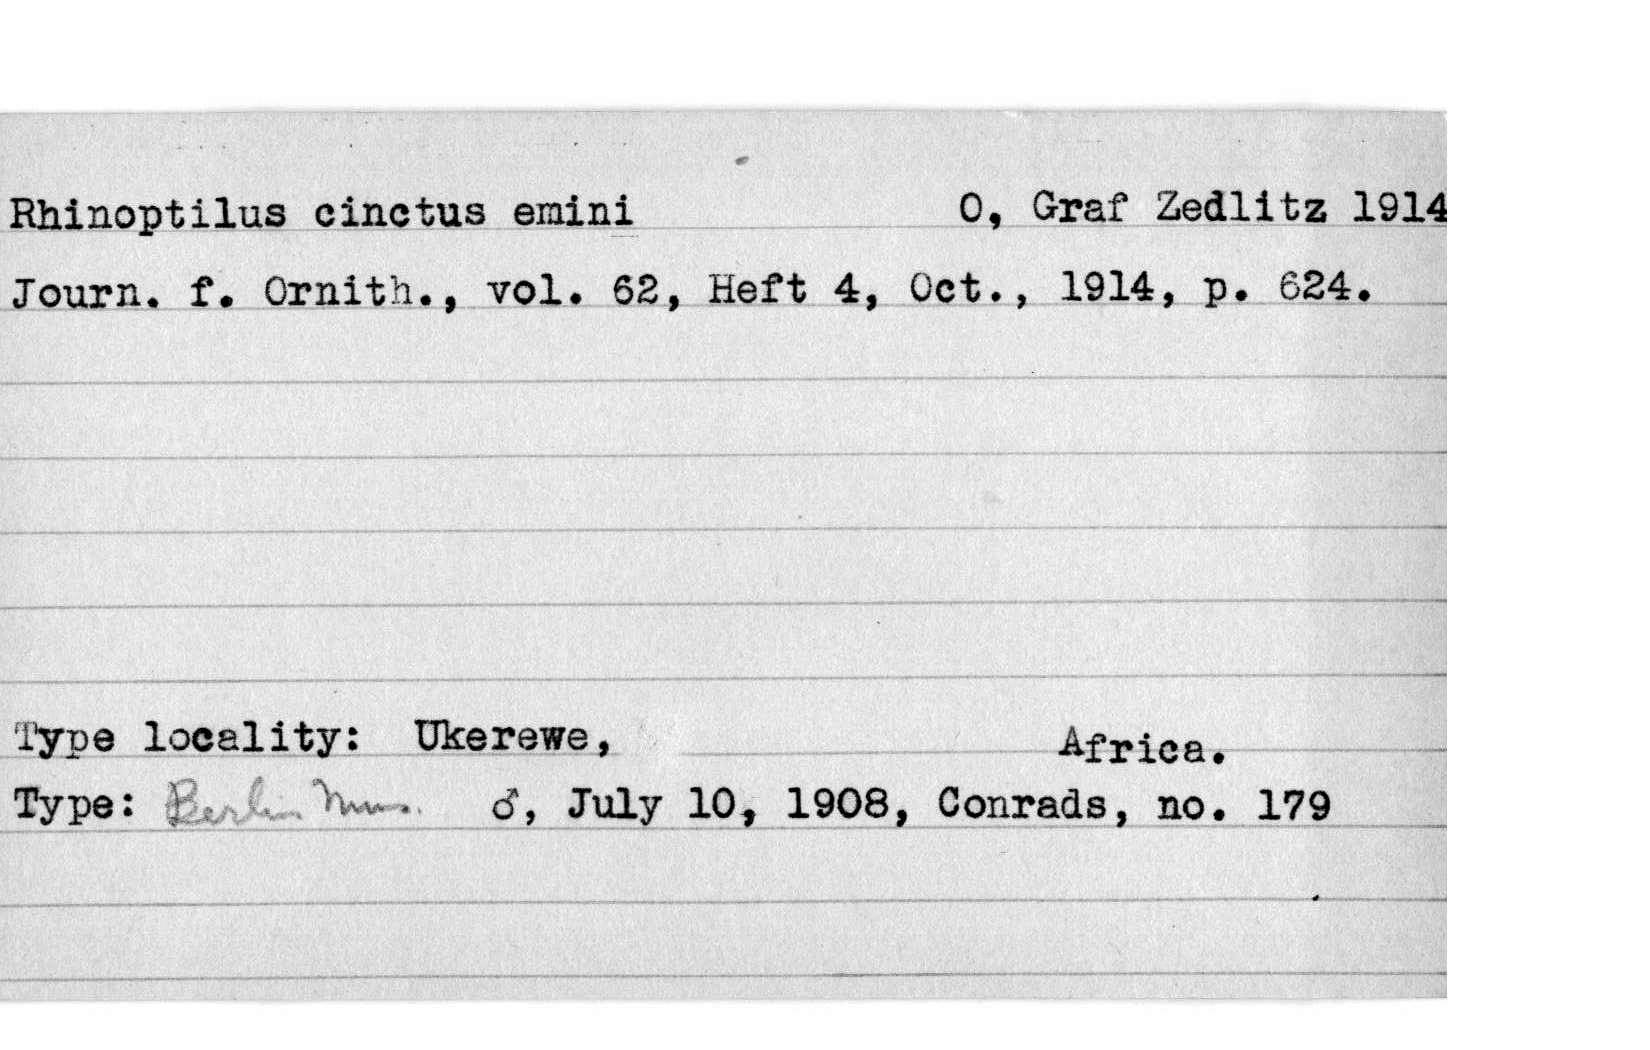 Rhinoptilus cinctus emini O, Graf Zedlitz 1914
Journ. f. Ornith., vol. 62, Heft 4, Oct., 1914, p. 624.
Type locality: Ukerewe, Africa.
Type: Berlin Mus. ♂, July 10, 1908, Conrads, no. 179